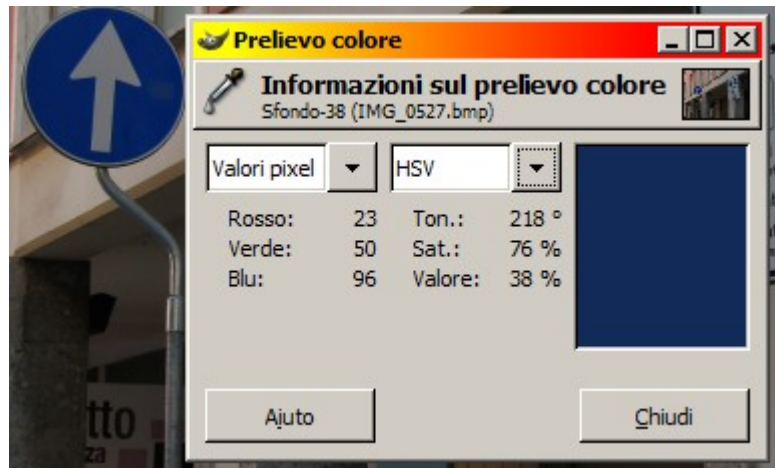 Prelievo colore
Informazioni sul prelievo colore
Sfondo-38 (IMG_0527.bmp)
Valori pixel HSV
Rosso: 23 Ton.: 218 °
Verde: 50 Sat.: 76 %
Blu: 96 Valore: 38 %
Aiuto Chiudi
tto
za